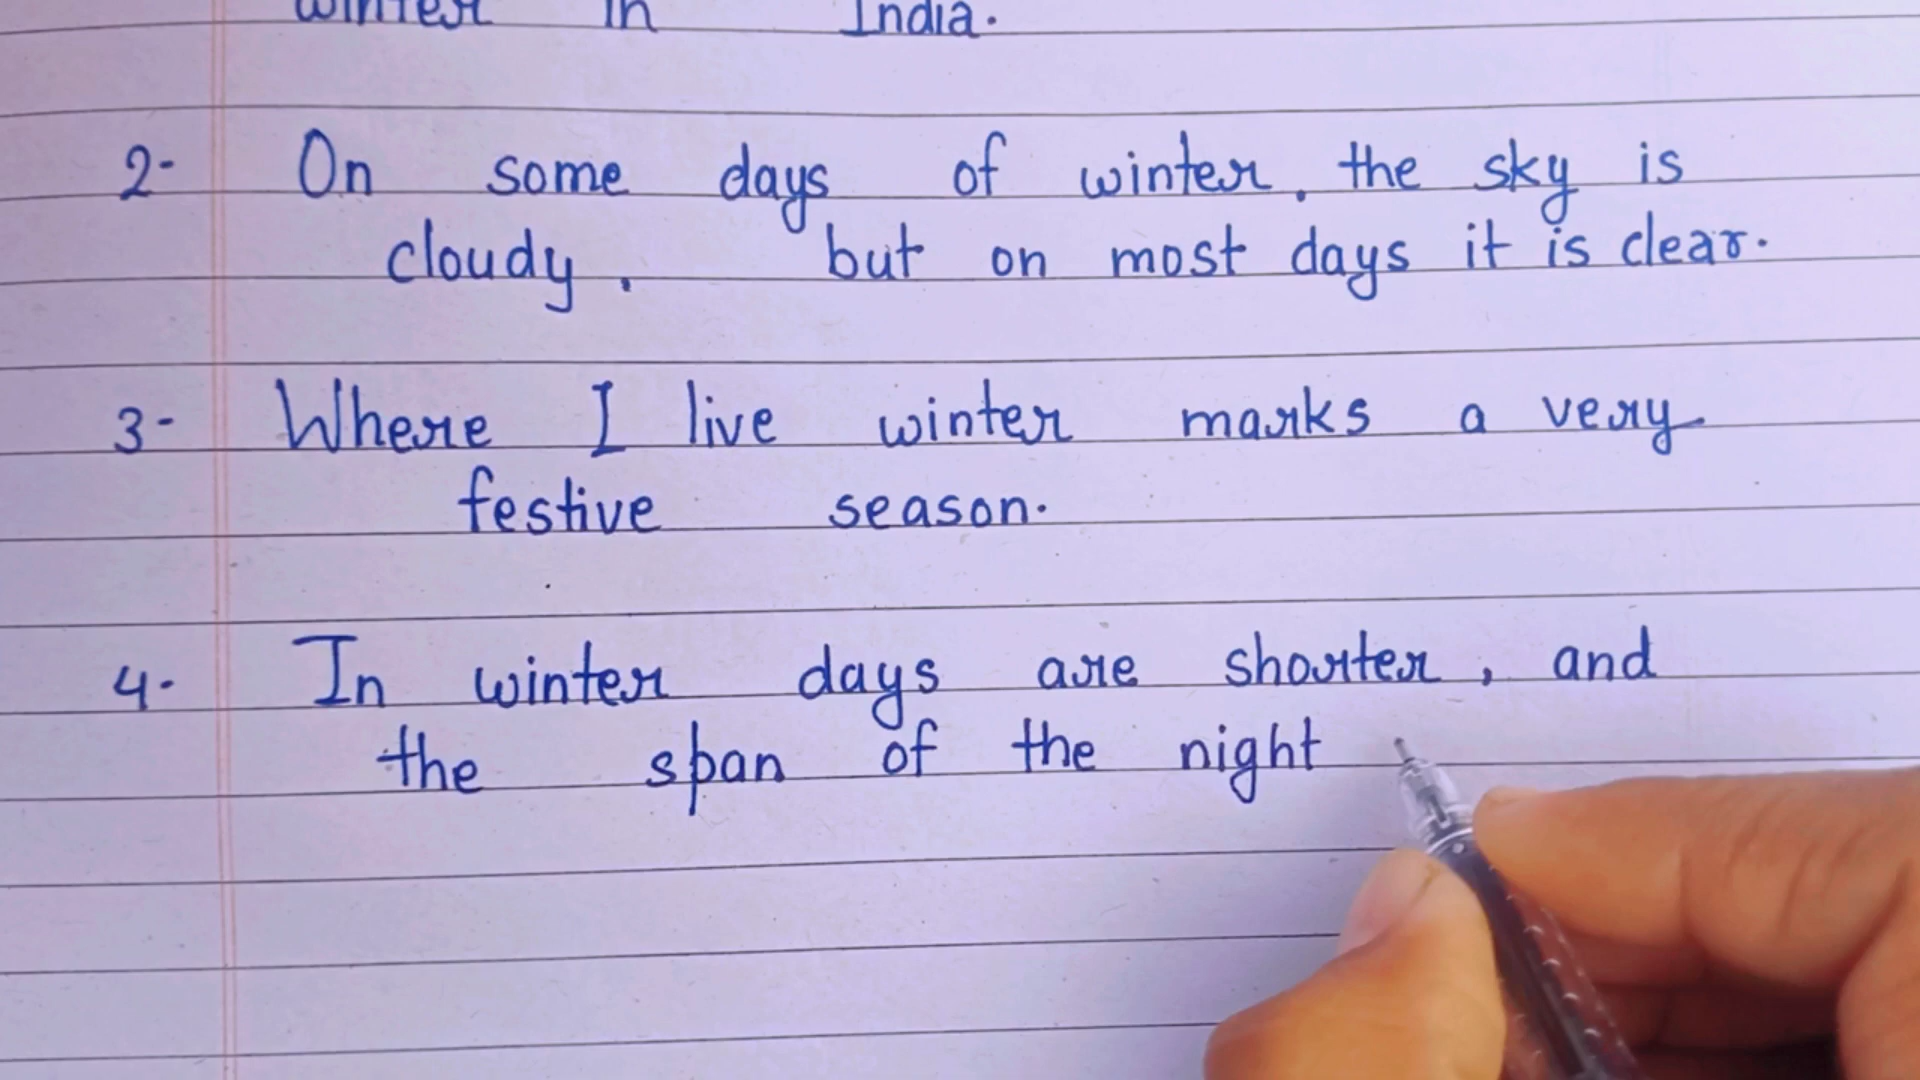 winter in India.
2- On some days of winter, the sky is
cloudy, but on most days it is clear.
3- Where I live winter marks a very
festive season.
4- In winter days are shorter, and
the span of the night